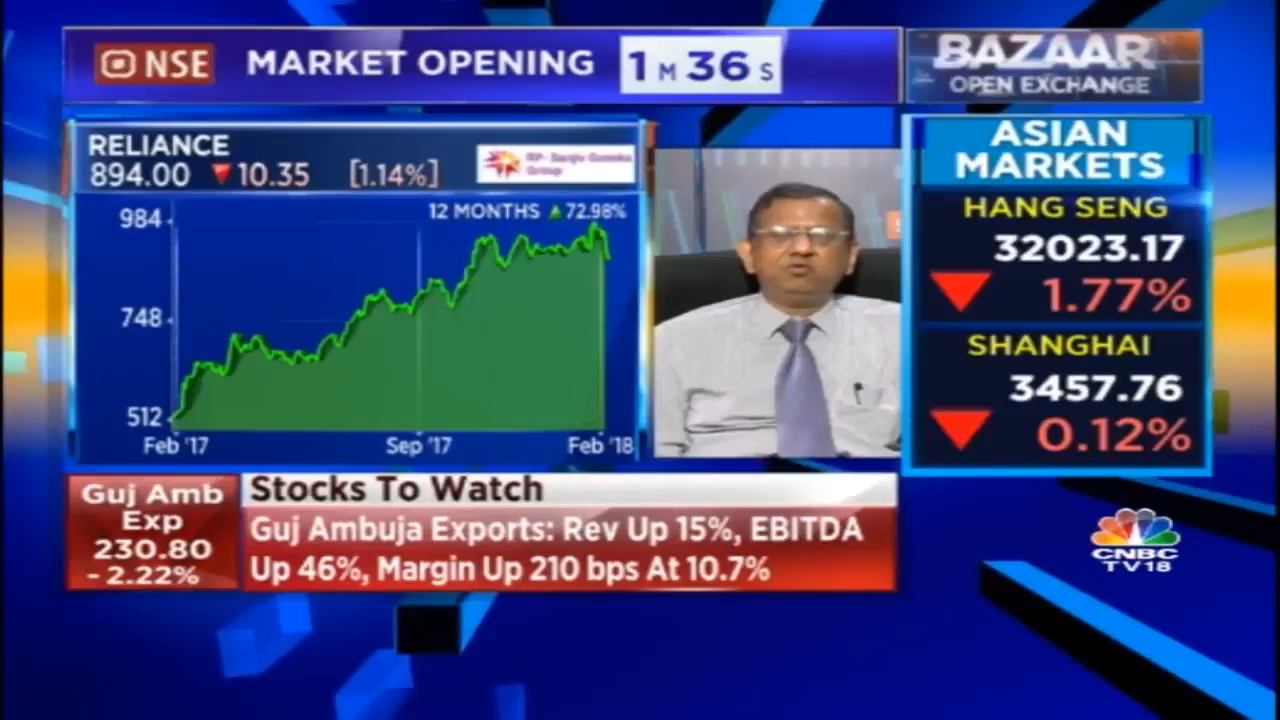 NSE MARKET OPENING 1 M 36 S
BAZAAR
OPEN EXCHANGE
RELIANCE
894.00 ▼10.35 [1.14%]
RP-Sanjiv Goenka
Group
12 MONTHS ▲72.98%
984
748
512
Feb '17 Sep '17 Feb '18
ASIAN
MARKETS
HANG SENG
32023.17
▼ 1.77%
SHANGHAI
3457.76
▼ 0.12%
Guj Amb
Exp
230.80
- 2.22%
Stocks To Watch
Guj Ambuja Exports: Rev Up 15%, EBITDA
Up 46%, Margin Up 210 bps At 10.7%
CNBC
TV18